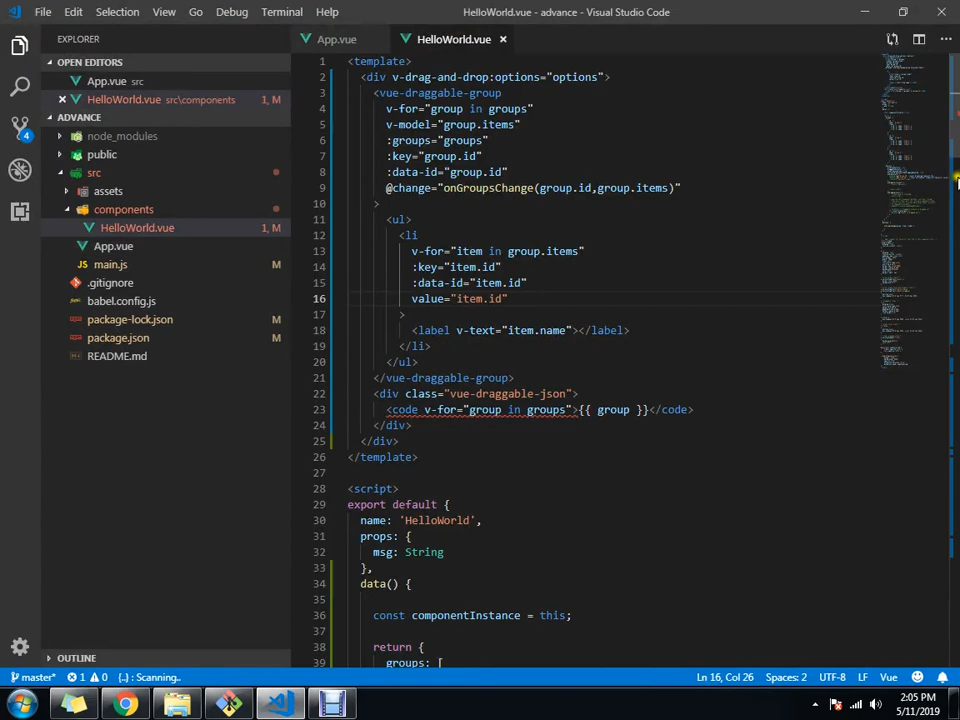 File Edit Selection View Go Debug Terminal Help
HelloWorld.vue - advance - Visual Studio Code
EXPLORER
OPEN EDITORS
App.vue src
HelloWorld.vue src\components 1, M
ADVANCE
node_modules
public
src
assets
components
HelloWorld.vue 1, M
App.vue
main.js M
.gitignore
babel.config.js
package-lock.json M
package.json M
README.md
OUTLINE
4
App.vue HelloWorld.vue
1 <template>
2 <div v-drag-and-drop:options="options">
3 <vue-draggable-group
4 v-for="group in groups"
5 v-model="group.items"
6 :groups="groups"
7 :key="group.id"
8 :data-id="group.id"
9 @change="onGroupsChange(group.id,group.items)"
10 >
11 <ul>
12 <li
13 v-for="item in group.items"
14 :key="item.id"
15 :data-id="item.id"
16 value="item.id"
17 >
18 <label v-text="item.name"></label>
19 </li>
20 </ul>
21 </vue-draggable-group>
22 <div class="vue-draggable-json">
23 <code v-for="group in groups">{{ group }}</code>
24 </div>
25 </div>
26 </template>
27
28 <script>
29 export default {
30 name: 'HelloWorld',
31 props: {
32 msg: String
33 },
34 data() {
35
36 const componentInstance = this;
37
38 return {
39 groups: [
master* 1 0 {..} : Scanning.. Ln 16, Col 26 Spaces: 2 UTF-8 LF Vue
2:05 PM
5/11/2019